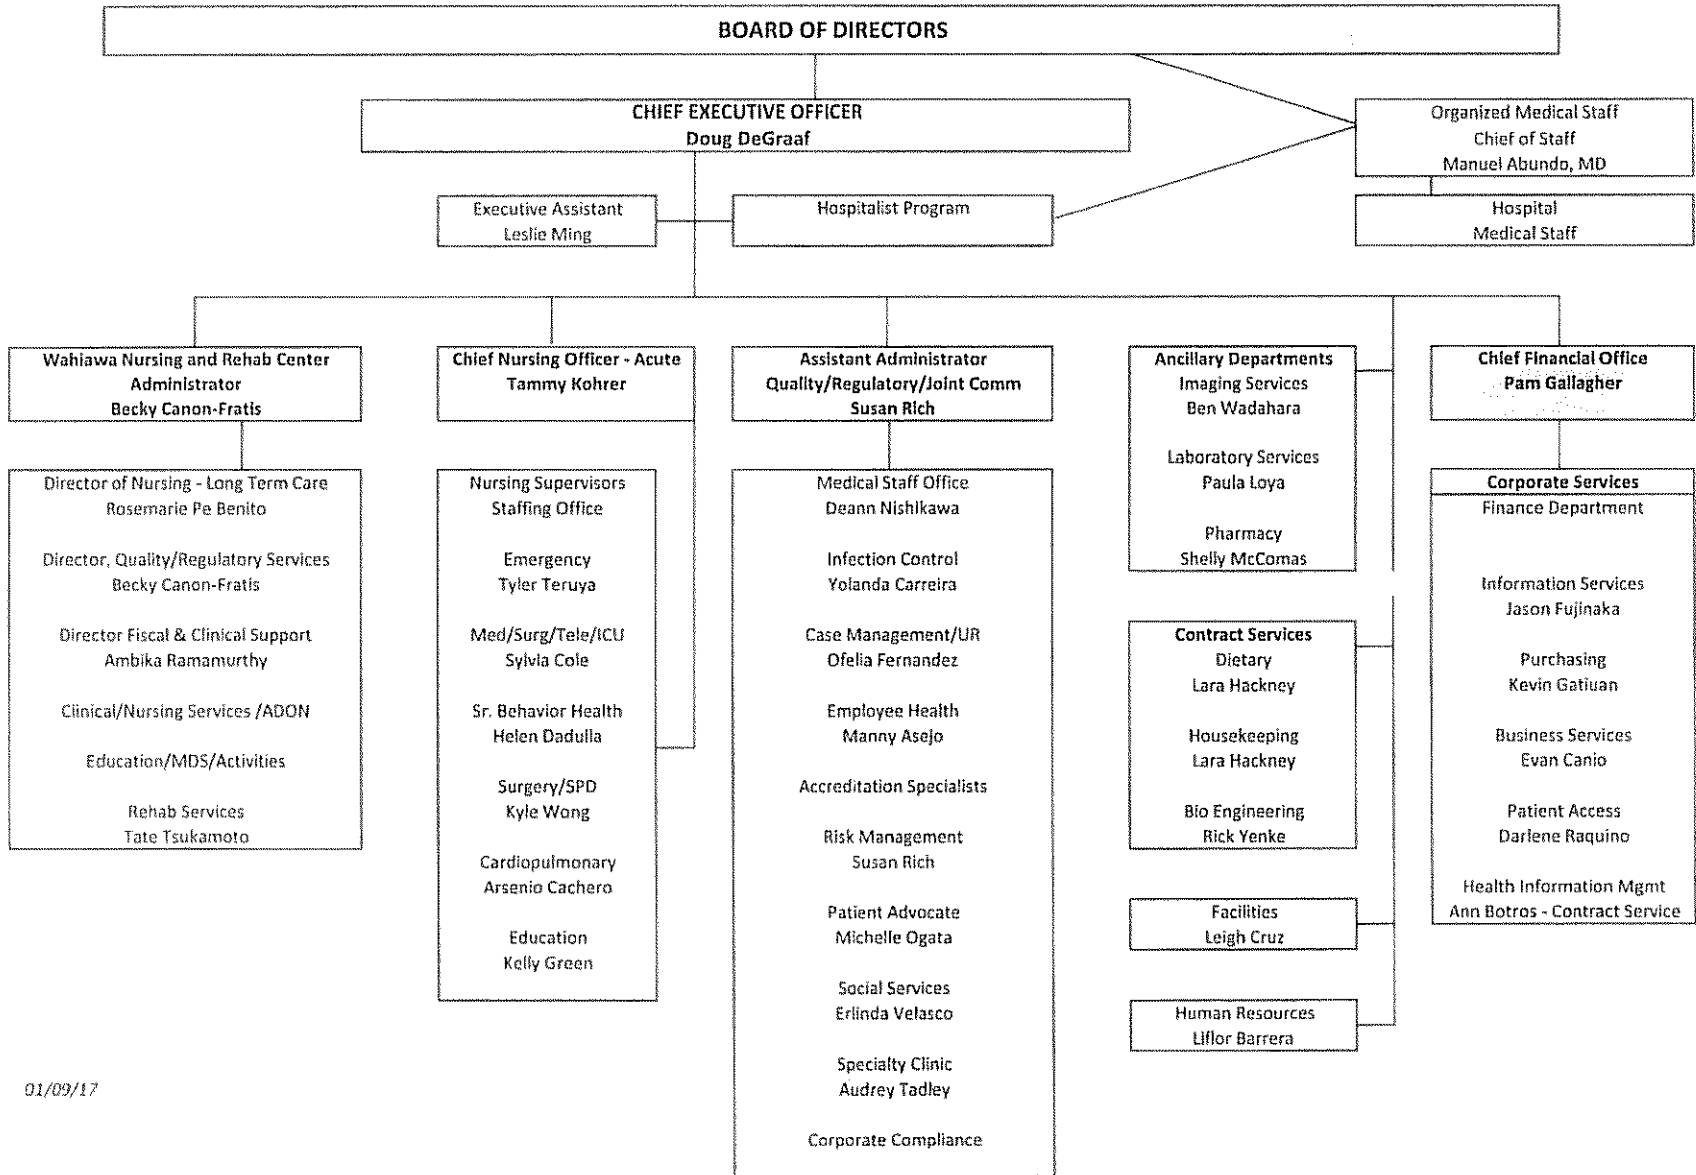 BOARD OF DIRECTORS
CHIEF EXECUTIVE OFFICER
Doug DeGraaf
Organized Medical Staff
Chief of Staff
Manuel Abundo, MD
Executive Assistant
Leslie Ming
Hospitalist Program
Hospital
Medical Staff
Wahiawa Nursing and Rehab Center
Administrator
Becky Canon-Fratis
Chief Nursing Officer - Acute
Tammy Kohrer
Assistant Administrator
Quality/Regulatory/Joint Comm
Susan Rich
Ancillary Departments
Imaging Services
Ben Wadahara
Laboratory Services
Paula Loya
Pharmacy
Shelly McComas
Chief Financial Office
Pam Gallagher
Director of Nursing - Long Term Care
Rosemarie Pe Benito
Director, Quality/Regulatory Services
Becky Canon-Fratis
Director Fiscal & Clinical Support
Ambika Ramamurthy
Clinical/Nursing Services /ADON
Education/MDS/Activities
Rehab Services
Tate Tsukamoto
Nursing Supervisors
Staffing Office
Emergency
Tyler Teruya
Med/Surg/Tele/ICU
Sylvia Cole
Sr. Behavior Health
Helen Dadulla
Surgery/SPD
Kyle Wong
Cardiopulmonary
Arsenio Cachero
Education
Kelly Green
Medical Staff Office
Deann Nishikawa
Infection Control
Yolanda Carreira
Case Management/UR
Ofelia Fernandez
Employee Health
Manny Asejo
Accreditation Specialists
Risk Management
Susan Rich
Patient Advocate
Michelle Ogata
Social Services
Erlinda Velasco
Specialty Clinic
Audrey Tadley
Corporate Compliance
Contract Services
Dietary
Lara Hackney
Housekeeping
Lara Hackney
Bio Engineering
Rick Yenke
Facilities
Leigh Cruz
Human Resources
Liflor Barrera
Corporate Services
Finance Department
Information Services
Jason Fujinaka
Purchasing
Kevin Gatiuan
Business Services
Evan Canio
Patient Access
Darlene Raquino
Health Information Mgmt
Ann Botros - Contract Service
01/09/17